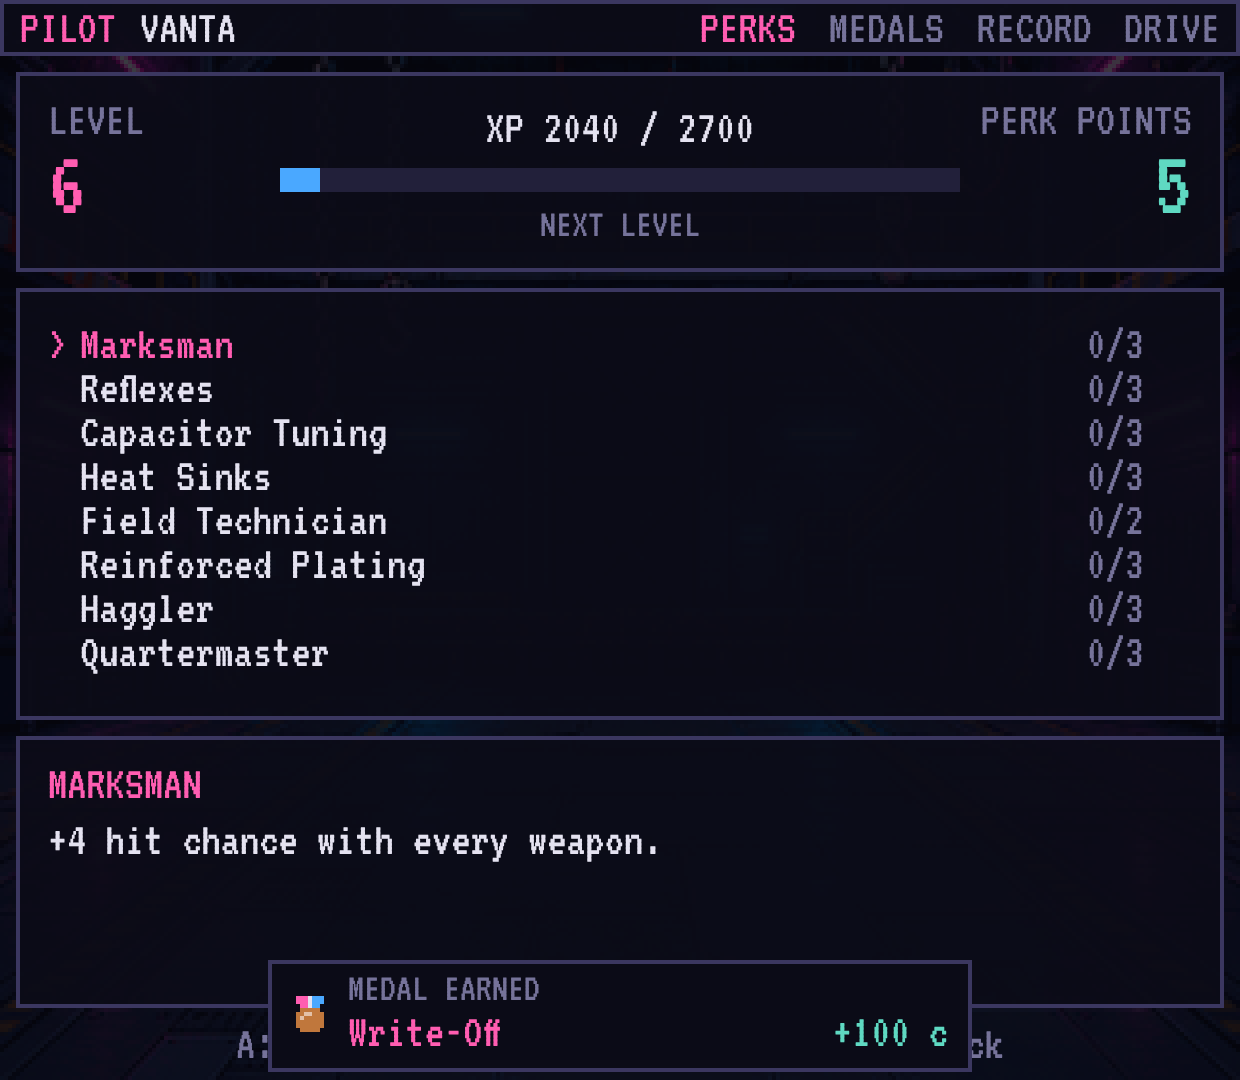 PILOT VANTA PERKS MEDALS RECORD DRIVE
LEVEL XP 2040 / 2700 PERK POINTS
6 5
NEXT LEVEL
> Marksman 0/3
Reflexes 0/3
Capacitor Tuning 0/3
Heat Sinks 0/3
Field Technician 0/2
Reinforced Plating 0/3
Haggler 0/3
Quartermaster 0/3
MARKSMAN
+4 hit chance with every weapon.
MEDAL EARNED
Write-Off +100 c
A: ck